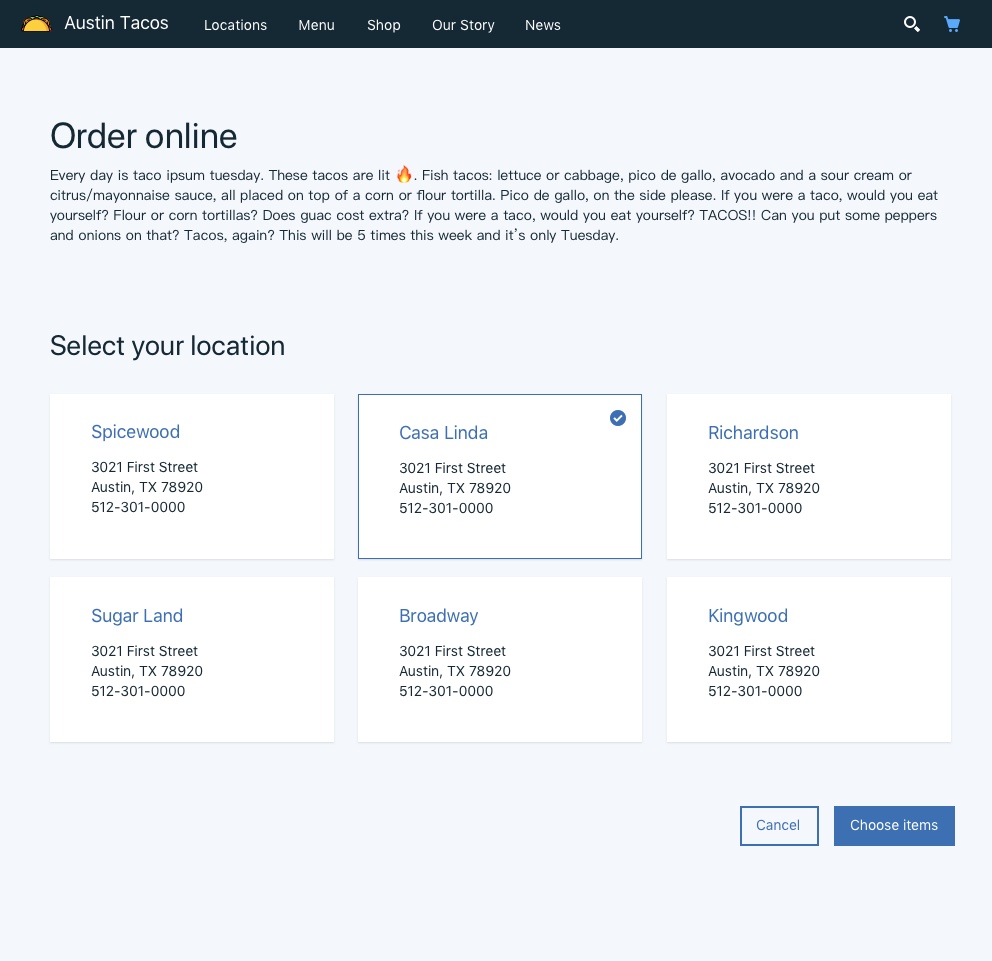 Austin Tacos
Locations
Menu
Shop
Our Story
News
Order online
Every day is taco ipsum tuesday. These tacos are lit 🔥. Fish tacos: lettuce or cabbage, pico de gallo, avocado and a sour cream or
citrus/mayonnaise sauce, all placed on top of a corn or flour tortilla. Pico de gallo, on the side please. If you were a taco, would you eat
yourself? Flour or corn tortillas? Does guac cost extra? If you were a taco, would you eat yourself? TACOS!! Can you put some peppers
and onions on that? Tacos, again? This will be 5 times this week and it's only Tuesday.
Select your location
Spicewood
3021 First Street
Austin, TX 78920
512-301-0000
Casa Linda
3021 First Street
Austin, TX 78920
512-301-0000
Richardson
3021 First Street
Austin, TX 78920
512-301-0000
Sugar Land
3021 First Street
Austin, TX 78920
512-301-0000
Broadway
3021 First Street
Austin, TX 78920
512-301-0000
Kingwood
3021 First Street
Austin, TX 78920
512-301-0000
Cancel
Choose items